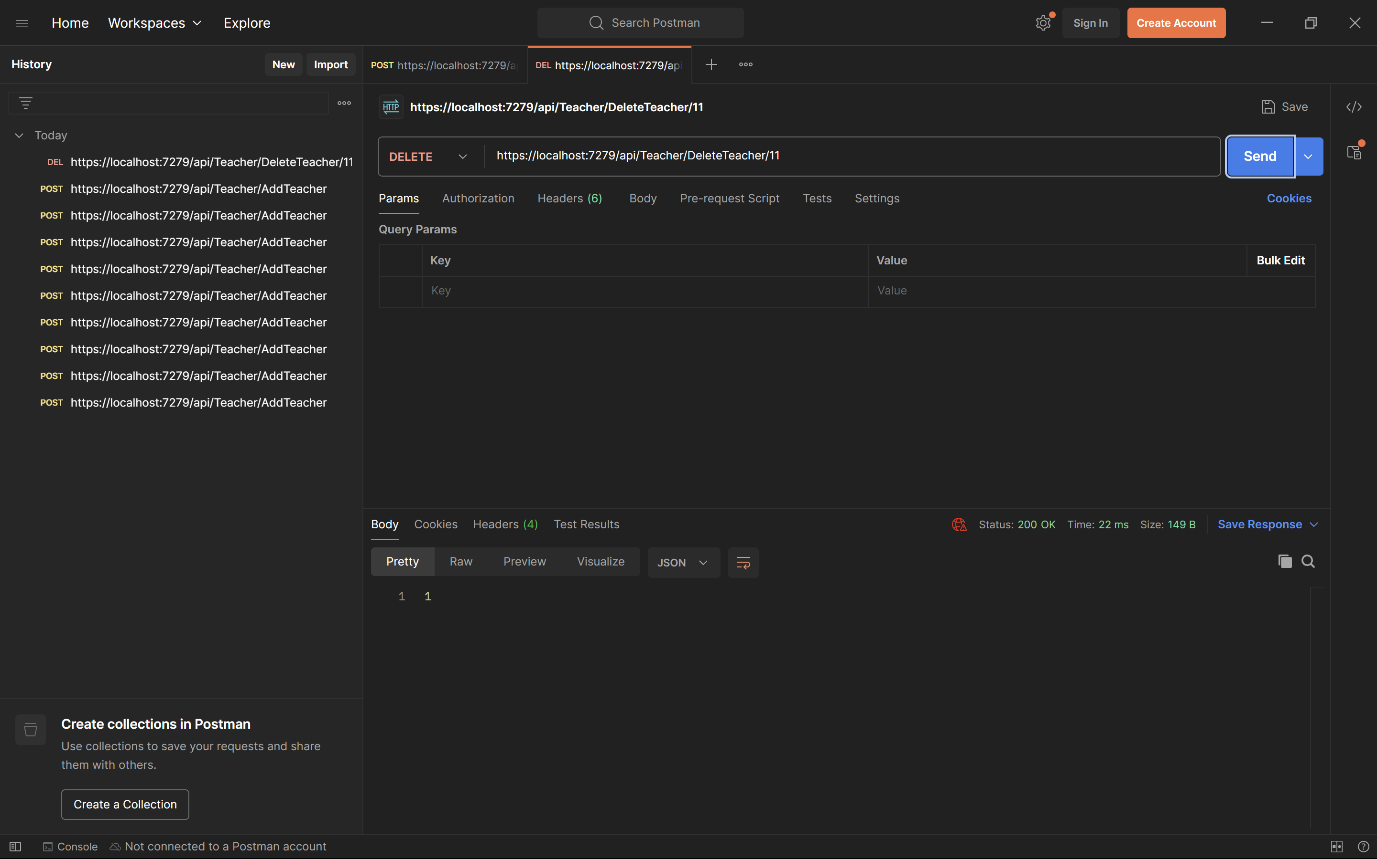 Home Workspaces Explore Search Postman Sign In Create Account
History New Import
POST https://localhost:7279/a
DEL https://localhost:7279/api
Today
DEL https://localhost:7279/api/Teacher/DeleteTeacher/11
POST https://localhost:7279/api/Teacher/AddTeacher
POST https://localhost:7279/api/Teacher/AddTeacher
POST https://localhost:7279/api/Teacher/AddTeacher
POST https://localhost:7279/api/Teacher/AddTeacher
POST https://localhost:7279/api/Teacher/AddTeacher
POST https://localhost:7279/api/Teacher/AddTeacher
POST https://localhost:7279/api/Teacher/AddTeacher
POST https://localhost:7279/api/Teacher/AddTeacher
POST https://localhost:7279/api/Teacher/AddTeacher
Create collections in Postman
Use collections to save your requests and share
them with others.
Create a Collection
HTTP https://localhost:7279/api/Teacher/DeleteTeacher/11 Save
DELETE https://localhost:7279/api/Teacher/DeleteTeacher/11 Send
Params Authorization Headers (6) Body Pre-request Script Tests Settings Cookies
Query Params
Key Value Bulk Edit
Key Value
Body Cookies Headers (4) Test Results Status: 200 OK Time: 22 ms Size: 149 B Save Response
Pretty Raw Preview Visualize JSON
1 1
Console Not connected to a Postman account